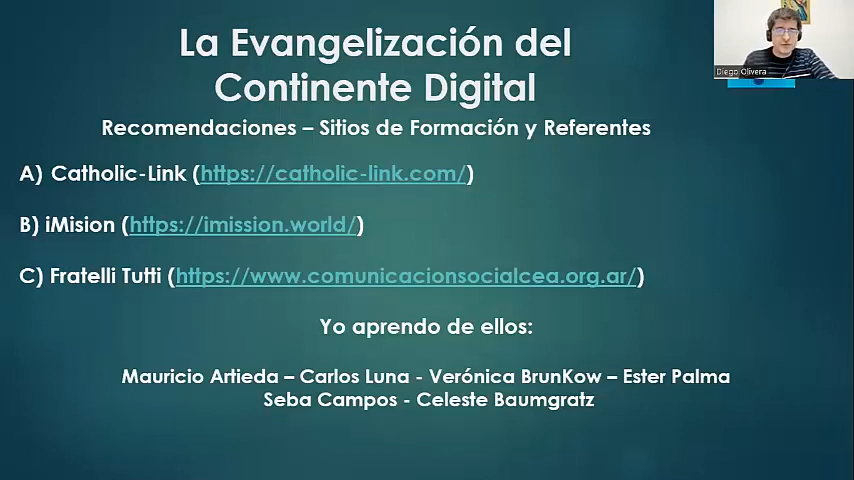 La Evangelización del
Continente Digital
Recomendaciones – Sitios de Formación y Referentes
A) Catholic-Link (https://catholic-link.com/)
B) iMision (https://imission.world/)
C) Fratelli Tutti (https://www.comunicacionsocialcea.org.ar/)
Yo aprendo de ellos:
Mauricio Artieda – Carlos Luna - Verónica BrunKow – Ester Palma
Seba Campos - Celeste Baumgratz
Diego Olivera